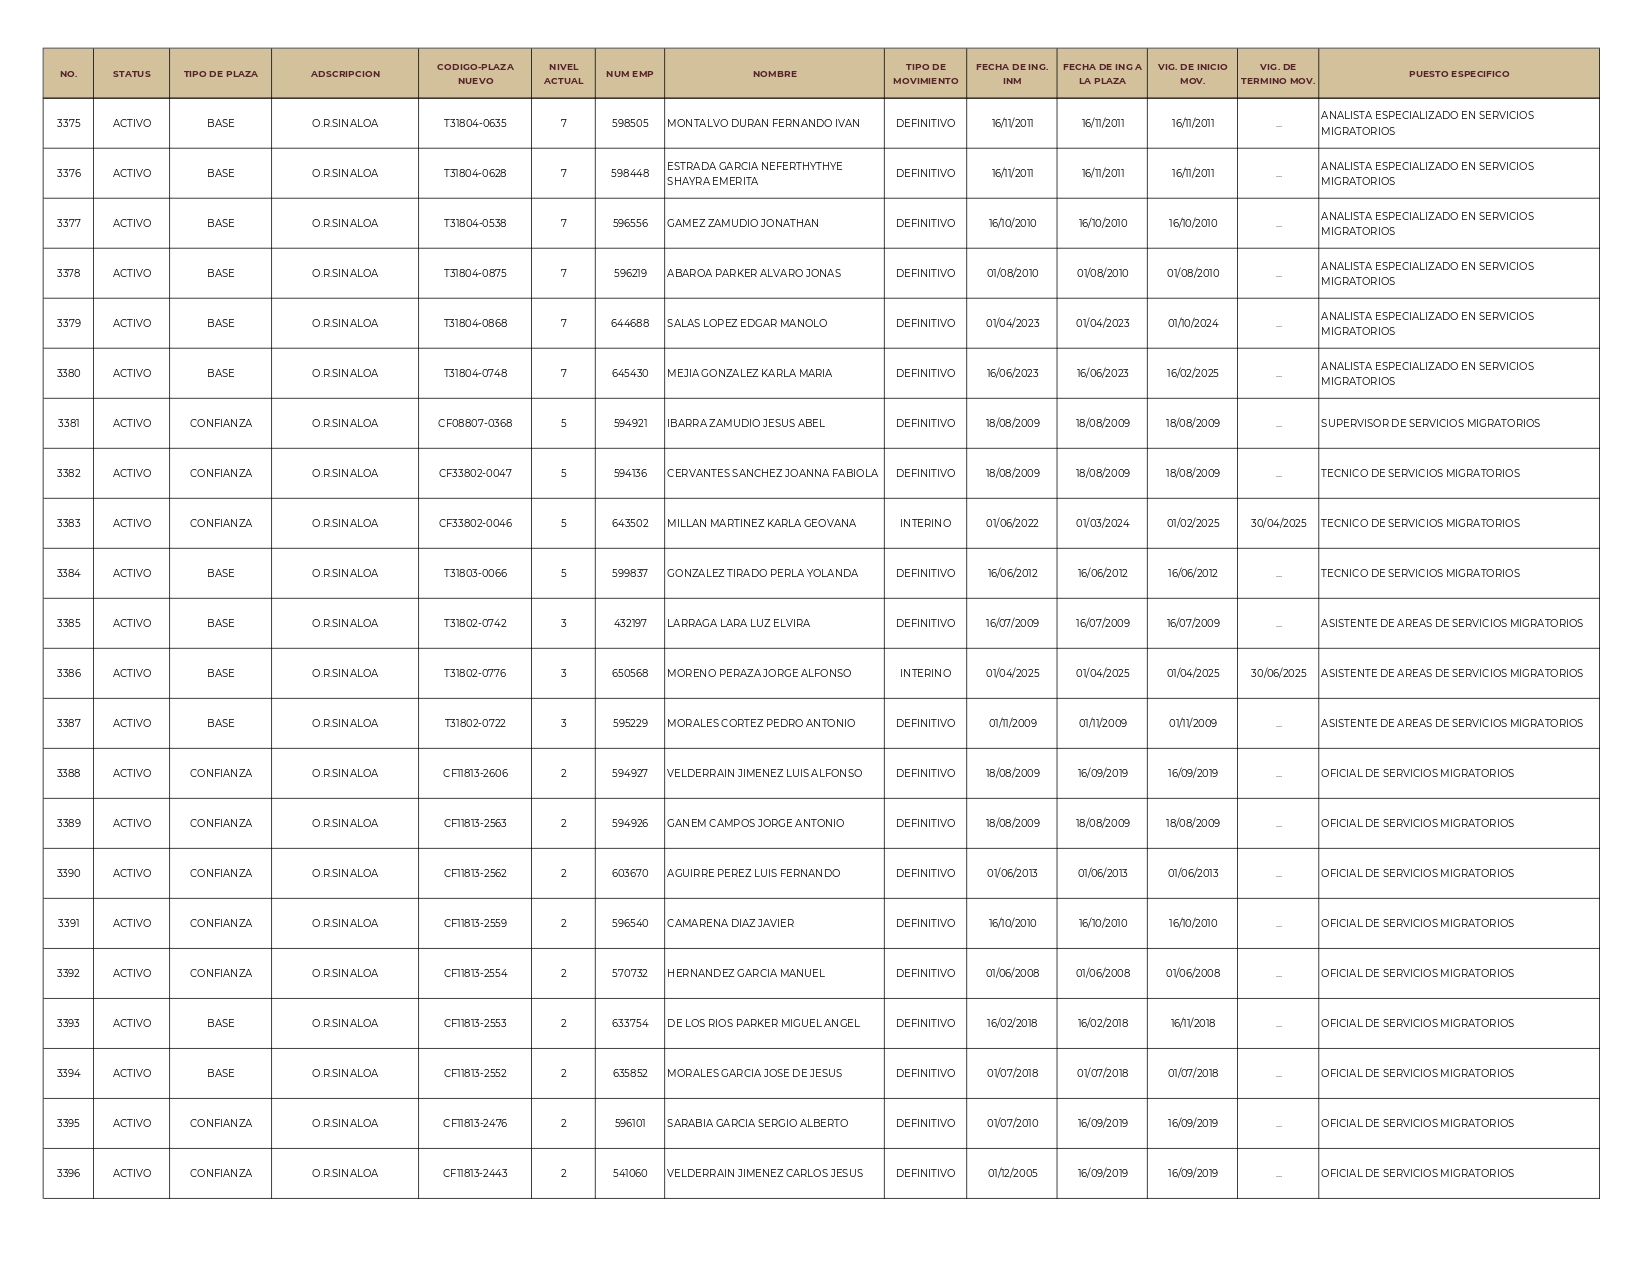 NO. STATUS TIPO DE PLAZA ADSCRIPCION CODIGO-PLAZA NUEVO NIVEL ACTUAL NUM EMP NOMBRE TIPO DE MOVIMIENTO FECHA DE ING. INM FECHA DE ING A LA PLAZA VIG. DE INICIO MOV. VIG. DE TERMINO MOV. PUESTO ESPECIFICO
3375 ACTIVO BASE O.R.SINALOA T31804-0635 7 598505 MONTALVO DURAN FERNANDO IVAN DEFINITIVO 16/11/2011 16/11/2011 16/11/2011 ... ANALISTA ESPECIALIZADO EN SERVICIOS MIGRATORIOS
3376 ACTIVO BASE O.R.SINALOA T31804-0628 7 598448 ESTRADA GARCIA NEFERTHYTHYE SHAYRA EMERITA DEFINITIVO 16/11/2011 16/11/2011 16/11/2011 ... ANALISTA ESPECIALIZADO EN SERVICIOS MIGRATORIOS
3377 ACTIVO BASE O.R.SINALOA T31804-0538 7 596556 GAMEZ ZAMUDIO JONATHAN DEFINITIVO 16/10/2010 16/10/2010 16/10/2010 ... ANALISTA ESPECIALIZADO EN SERVICIOS MIGRATORIOS
3378 ACTIVO BASE O.R.SINALOA T31804-0875 7 596219 ABAROA PARKER ALVARO JONAS DEFINITIVO 01/08/2010 01/08/2010 01/08/2010 ... ANALISTA ESPECIALIZADO EN SERVICIOS MIGRATORIOS
3379 ACTIVO BASE O.R.SINALOA T31804-0868 7 644688 SALAS LOPEZ EDGAR MANOLO DEFINITIVO 01/04/2023 01/04/2023 01/10/2024 ... ANALISTA ESPECIALIZADO EN SERVICIOS MIGRATORIOS
3380 ACTIVO BASE O.R.SINALOA T31804-0748 7 645430 MEJIA GONZALEZ KARLA MARIA DEFINITIVO 16/06/2023 16/06/2023 16/02/2025 ... ANALISTA ESPECIALIZADO EN SERVICIOS MIGRATORIOS
3381 ACTIVO CONFIANZA O.R.SINALOA CF08807-0368 5 594921 IBARRA ZAMUDIO JESUS ABEL DEFINITIVO 18/08/2009 18/08/2009 18/08/2009 ... SUPERVISOR DE SERVICIOS MIGRATORIOS
3382 ACTIVO CONFIANZA O.R.SINALOA CF33802-0047 5 594136 CERVANTES SANCHEZ JOANNA FABIOLA DEFINITIVO 18/08/2009 18/08/2009 18/08/2009 ... TECNICO DE SERVICIOS MIGRATORIOS
3383 ACTIVO CONFIANZA O.R.SINALOA CF33802-0046 5 643502 MILLAN MARTINEZ KARLA GEOVANA INTERINO 01/06/2022 01/03/2024 01/02/2025 30/04/2025 TECNICO DE SERVICIOS MIGRATORIOS
3384 ACTIVO BASE O.R.SINALOA T31803-0066 5 599837 GONZALEZ TIRADO PERLA YOLANDA DEFINITIVO 16/06/2012 16/06/2012 16/06/2012 ... TECNICO DE SERVICIOS MIGRATORIOS
3385 ACTIVO BASE O.R.SINALOA T31802-0742 3 432197 LARRAGA LARA LUZ ELVIRA DEFINITIVO 16/07/2009 16/07/2009 16/07/2009 ... ASISTENTE DE AREAS DE SERVICIOS MIGRATORIOS
3386 ACTIVO BASE O.R.SINALOA T31802-0776 3 650568 MORENO PERAZA JORGE ALFONSO INTERINO 01/04/2025 01/04/2025 01/04/2025 30/06/2025 ASISTENTE DE AREAS DE SERVICIOS MIGRATORIOS
3387 ACTIVO BASE O.R.SINALOA T31802-0722 3 595229 MORALES CORTEZ PEDRO ANTONIO DEFINITIVO 01/11/2009 01/11/2009 01/11/2009 ... ASISTENTE DE AREAS DE SERVICIOS MIGRATORIOS
3388 ACTIVO CONFIANZA O.R.SINALOA CF11813-2606 2 594927 VELDERRAIN JIMENEZ LUIS ALFONSO DEFINITIVO 18/08/2009 16/09/2019 16/09/2019 ... OFICIAL DE SERVICIOS MIGRATORIOS
3389 ACTIVO CONFIANZA O.R.SINALOA CF11813-2563 2 594926 GANEM CAMPOS JORGE ANTONIO DEFINITIVO 18/08/2009 18/08/2009 18/08/2009 ... OFICIAL DE SERVICIOS MIGRATORIOS
3390 ACTIVO CONFIANZA O.R.SINALOA CF11813-2562 2 603670 AGUIRRE PEREZ LUIS FERNANDO DEFINITIVO 01/06/2013 01/06/2013 01/06/2013 ... OFICIAL DE SERVICIOS MIGRATORIOS
3391 ACTIVO CONFIANZA O.R.SINALOA CF11813-2559 2 596540 CAMARENA DIAZ JAVIER DEFINITIVO 16/10/2010 16/10/2010 16/10/2010 ... OFICIAL DE SERVICIOS MIGRATORIOS
3392 ACTIVO CONFIANZA O.R.SINALOA CF11813-2554 2 570732 HERNANDEZ GARCIA MANUEL DEFINITIVO 01/06/2008 01/06/2008 01/06/2008 ... OFICIAL DE SERVICIOS MIGRATORIOS
3393 ACTIVO BASE O.R.SINALOA CF11813-2553 2 633754 DE LOS RIOS PARKER MIGUEL ANGEL DEFINITIVO 16/02/2018 16/02/2018 16/11/2018 ... OFICIAL DE SERVICIOS MIGRATORIOS
3394 ACTIVO BASE O.R.SINALOA CF11813-2552 2 635852 MORALES GARCIA JOSE DE JESUS DEFINITIVO 01/07/2018 01/07/2018 01/07/2018 ... OFICIAL DE SERVICIOS MIGRATORIOS
3395 ACTIVO CONFIANZA O.R.SINALOA CF11813-2476 2 596101 SARABIA GARCIA SERGIO ALBERTO DEFINITIVO 01/07/2010 16/09/2019 16/09/2019 ... OFICIAL DE SERVICIOS MIGRATORIOS
3396 ACTIVO CONFIANZA O.R.SINALOA CF11813-2443 2 541060 VELDERRAIN JIMENEZ CARLOS JESUS DEFINITIVO 01/12/2005 16/09/2019 16/09/2019 ... OFICIAL DE SERVICIOS MIGRATORIOS